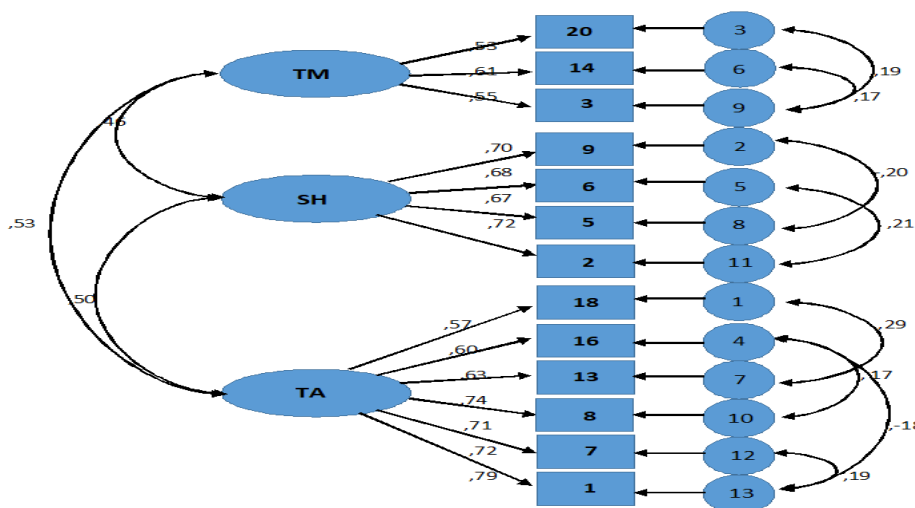 20 3
,53
TM ,61 14 6 ,19
,55 ,17
3 9
,46
,70 9 2
,68 6 5 ,20
SH ,67
,53 ,72 5 8 ,21
2 11
,50 18 1
,57 ,29
,60 16 4
,63 13 7 ,17
TA ,74 8 10
,71 ,-18
,72 7 12
,79 ,19
1 13